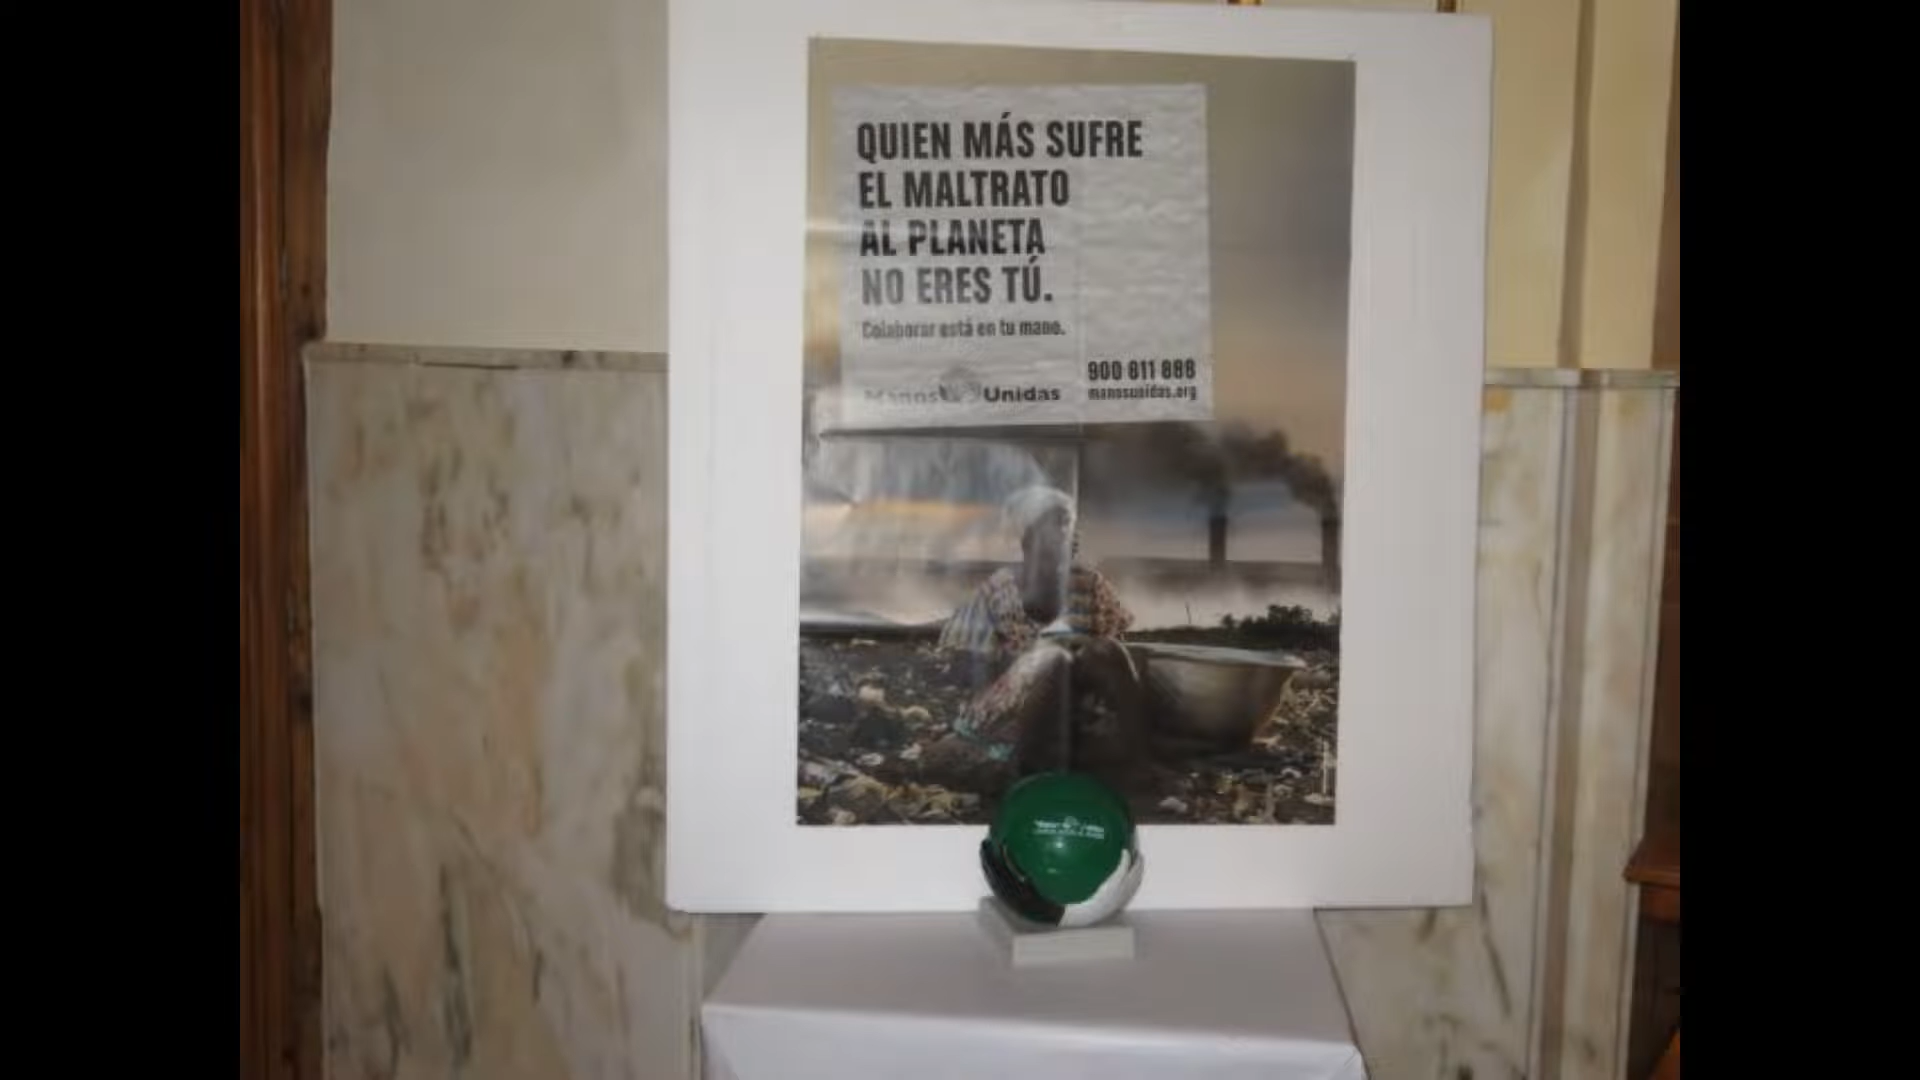 QUIEN MÁS SUFRE
EL MALTRATO
AL PLANETA
NO ERES TÚ.
Colaborar está en tu mano.
Manos Unidas
900 811 888
manosunidas.org